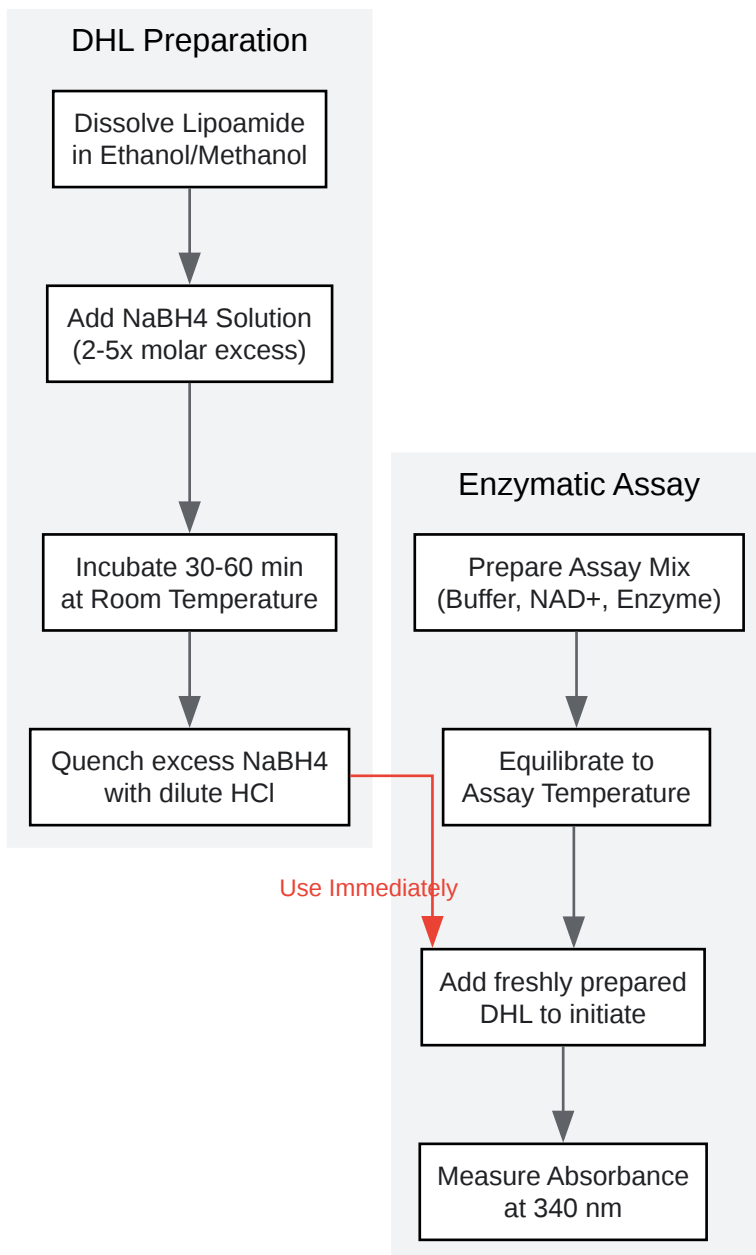 DHL Preparation
Dissolve Lipoamide
in Ethanol/Methanol
Add NaBH4 Solution
(2-5x molar excess)
Incubate 30-60 min
at Room Temperature
Quench excess NaBH4
with dilute HCl
Use Immediately
Enzymatic Assay
Prepare Assay Mix
(Buffer, NAD+, Enzyme)
Equilibrate to
Assay Temperature
Add freshly prepared
DHL to initiate
Measure Absorbance
at 340 nm